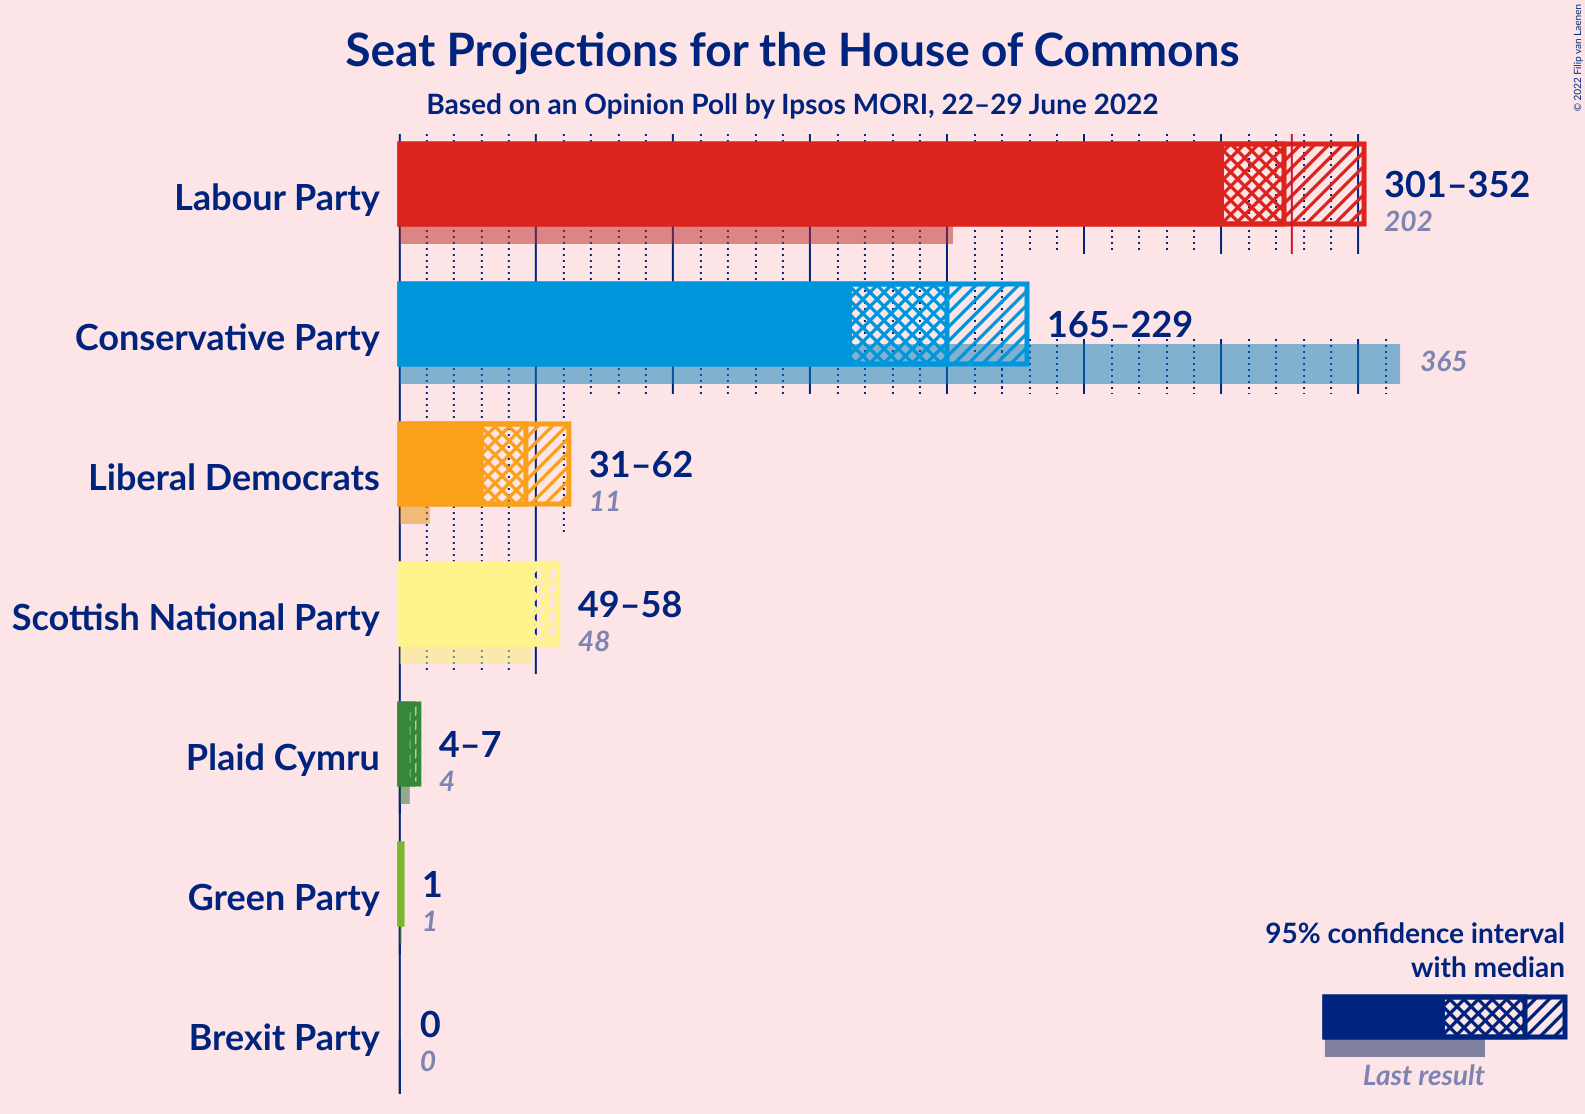 Seat Projections for the House of Commons
Based on an Opinion Poll by Ipsos MORI, 22–29 June 2022
© 2022 Filip van Laenen
Labour Party
301–352
202
Conservative Party
165–229
365
Liberal Democrats
31–62
11
Scottish National Party
49–58
48
Plaid Cymru
4–7
4
Green Party
1
1
Brexit Party
0
0
95% confidence interval
with median
Last result